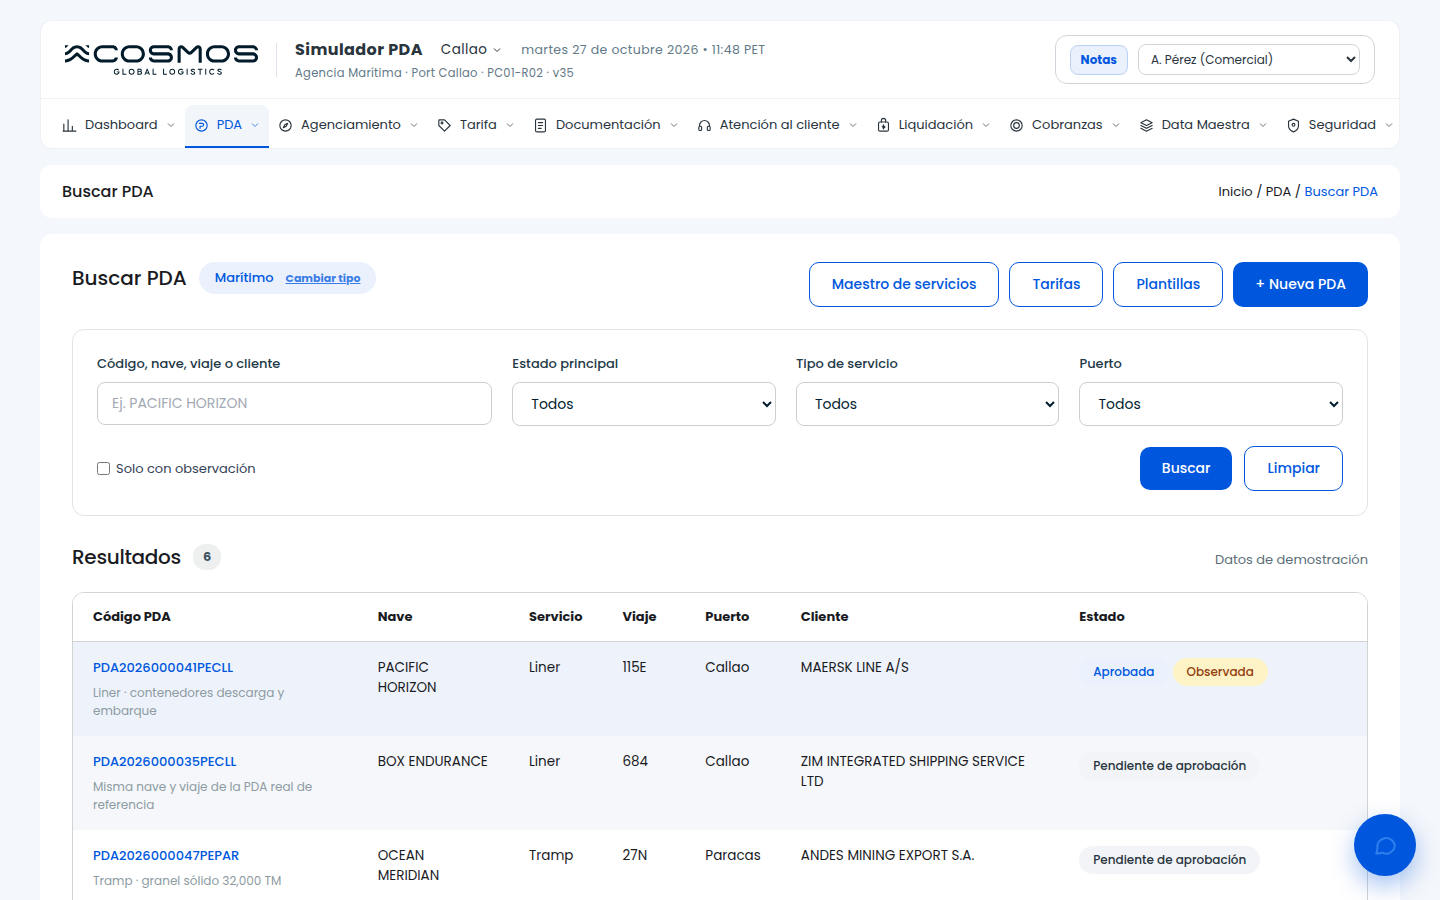 COSMOS
GLOBAL LOGISTICS
Simulador PDA Callao martes 27 de octubre 2026 • 11:48 PET
Agencia Marítima · Port Callao · PC01-R02 · v35
Notas A. Pérez (Comercial)
Dashboard PDA Agenciamiento Tarifa Documentación Atención al cliente Liquidación Cobranzas Data Maestra Seguridad
Buscar PDA Inicio / PDA / Buscar PDA
Buscar PDA Marítimo Cambiar tipo Maestro de servicios Tarifas Plantillas + Nueva PDA
Código, nave, viaje o cliente Estado principal Tipo de servicio Puerto
Ej. PACIFIC HORIZON Todos Todos Todos
Solo con observación Buscar Limpiar
Resultados 6 Datos de demostración
Código PDA Nave Servicio Viaje Puerto Cliente Estado
PDA2026000041PECLL PACIFIC HORIZON Liner 115E Callao MAERSK LINE A/S Aprobada Observada
Liner · contenedores descarga y
embarque
PDA2026000035PECLL BOX ENDURANCE Liner 684 Callao ZIM INTEGRATED SHIPPING SERVICE LTD Pendiente de aprobación
Misma nave y viaje de la PDA real de
referencia
PDA2026000047PEPAR OCEAN MERIDIAN Tramp 27N Paracas ANDES MINING EXPORT S.A. Pendiente de aprobación
Tramp · granel sólido 32,000 TM